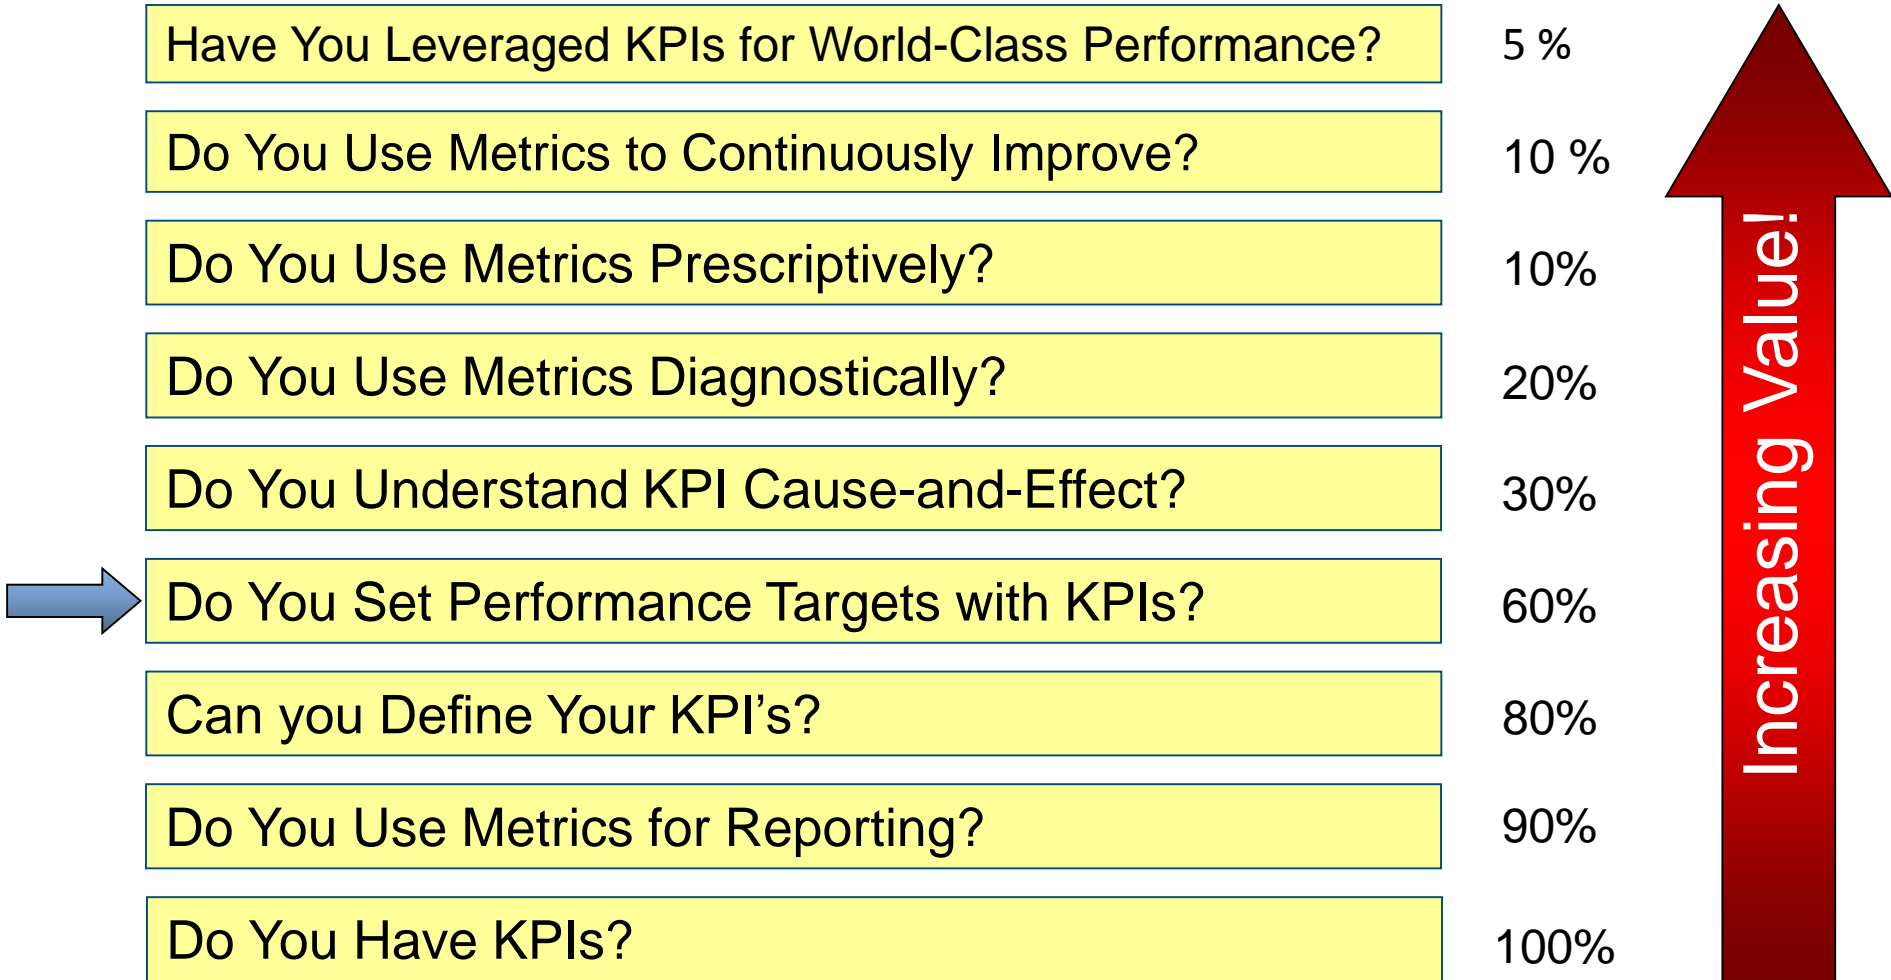 Have You Leveraged KPIs for World-Class Performance? 5 %
Do You Use Metrics to Continuously Improve? 10 %
Do You Use Metrics Prescriptively? 10%
Do You Use Metrics Diagnostically? 20%
Do You Understand KPI Cause-and-Effect? 30%
Do You Set Performance Targets with KPIs? 60%
Can you Define Your KPI’s? 80%
Do You Use Metrics for Reporting? 90%
Do You Have KPIs? 100%
Increasing Value!